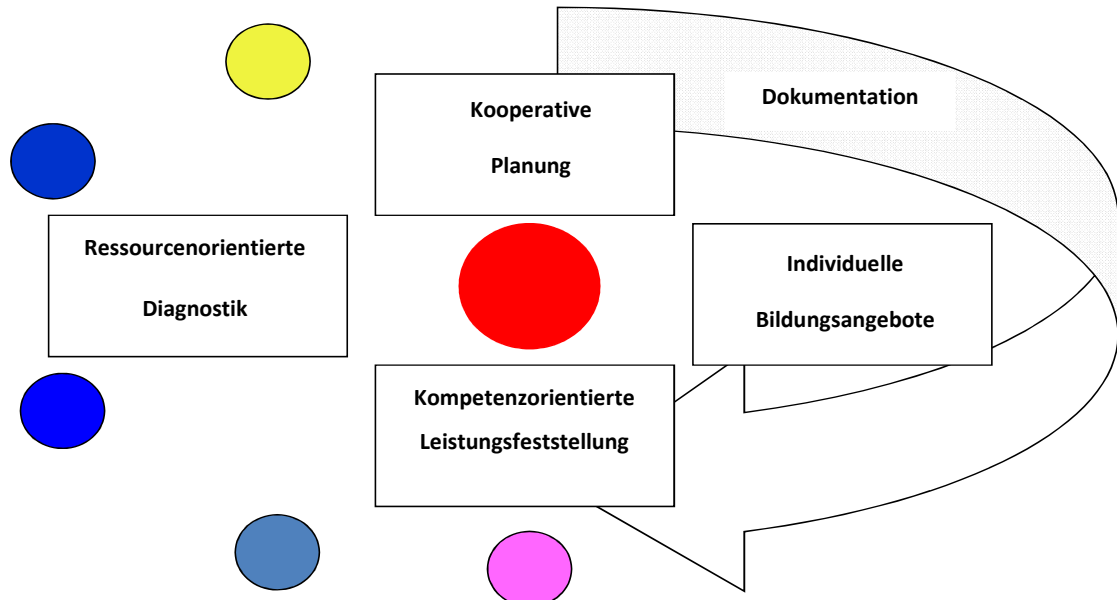 Kooperative
Planung
Dokumentation
Ressourcenorientierte
Diagnostik
Individuelle
Bildungsangebote
Kompetenzorientierte
Leistungsfeststellung